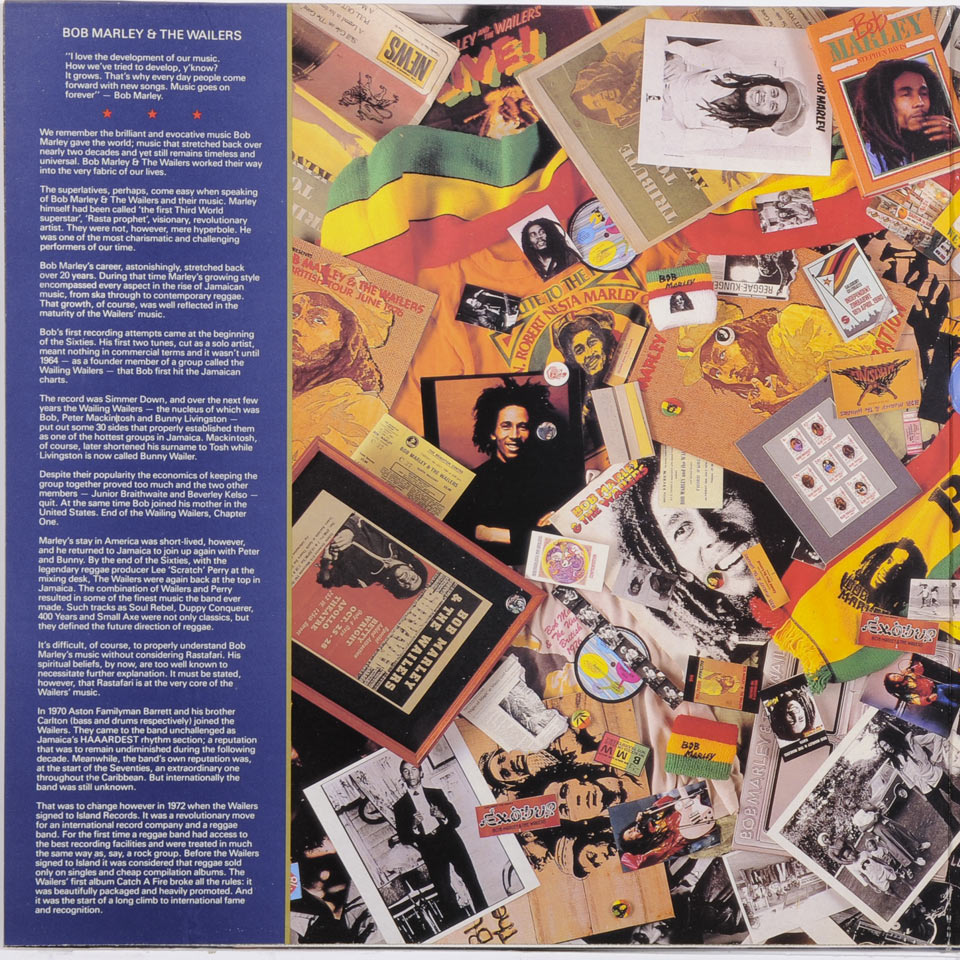 BOB MARLEY & THE WAILERS
"I love the development of our music.
How we've tried to develop, y'know?
It grows. That's why every day people come
forward with new songs. Music goes on
forever" — Bob Marley.
We remember the brilliant and evocative music Bob
Marley gave the world; music that stretched back over
nearly two decades and yet still remains timeless and
universal. Bob Marley & The Wailers worked their way
into the very fabric of our lives.
The superlatives, perhaps, come easy when speaking
of Bob Marley & The Wailers and their music. Marley
himself had been called 'the first Third World
superstar', 'Rasta prophet', visionary, revolutionary
artist. They were not, however, mere hyperbole. He
was one of the most charismatic and challenging
performers of our time.
Bob Marley's career, astonishingly, stretched back
over 20 years. During that time Marley's growing style
encompassed every aspect in the rise of Jamaican
music, from ska through to contemporary reggae.
That growth, of course, was well reflected in the
maturity of the Wailers' music.
Bob's first recording attempts came at the beginning
of the Sixties. His first two tunes, cut as a solo artist,
meant nothing in commercial terms and it wasn't until
1964 — as a founder member of a group called the
Wailing Wailers — that Bob first hit the Jamaican
charts.
The record was Simmer Down, and over the next few
years the Wailing Wailers — the nucleus of which was
Bob, Peter Mackintosh and Bunny Livingston —
put out some 30 sides that properly established them
as one of the hottest groups in Jamaica. Mackintosh,
of course, later shortened his surname to Tosh while
Livingston is now called Bunny Wailer.
Despite their popularity the economics of keeping the
group together proved too much and the two other
members — Junior Braithwaite and Beverley Kelso —
quit. At the same time Bob joined his mother in the
United States. End of the Wailing Wailers, Chapter
One.
Marley's stay in America was short-lived, however,
and he returned to Jamaica to join up again with Peter
and Bunny. By the end of the Sixties, with the
legendary reggae producer Lee 'Scratch' Perry at the
mixing desk, The Wailers were again back at the top in
Jamaica. The combination of Wailers and Perry
resulted in some of the finest music the band ever
made. Such tracks as Soul Rebel, Duppy Conquerer,
400 Years and Small Axe were not only classics, but
they defined the future direction of reggae.
It's difficult, of course, to properly understand Bob
Marley's music without considering Rastafari. His
spiritual beliefs, by now, are too well known to
necessitate further explanation. It must be stated,
however, that Rastafari is at the very core of the
Wailers' music.
In 1970 Aston Familyman Barrett and his brother
Carlton (bass and drums respectively) joined the
Wailers. They came to the band unchallenged as
Jamaica's HAAARDEST rhythm section; a reputation
that was to remain undiminished during the following
decade. Meanwhile, the band's own reputation was,
at the start of the Seventies, an extraordinary one
throughout the Caribbean. But internationally the
band was still unknown.
That was to change however in 1972 when the Wailers
signed to Island Records. It was a revolutionary move
for an international record company and a reggae
band. For the first time a reggae band had access to
the best recording facilities and were treated in much
the same way as, say, a rock group. Before the Wailers
signed to Island it was considered that reggae sold
only on singles and cheap compilation albums. The
Wailers' first album Catch A Fire broke all the rules: it
was beautifully packaged and heavily promoted. And
it was the start of a long climb to international fame
and recognition.
NEWS
LIVE!
BOB MARLEY
Bob
MARLEY
STEPHEN DAVIS
TRIBUTE
TO THE
ROBERT NESTA MARLEY
BOB
MARLEY
REGGAE KUNGEN
MARLEY & THE WAILERS
BRITISH TOUR JUNE 1976
BOB MARLEY & THE WAILERS
BOB MARLEY
& THE WAILERS
BOB MARLEY
& THE WAILERS
APOLLO
THEATRE
OCT. 25
BOB MARLEY
BOB MARLEY &